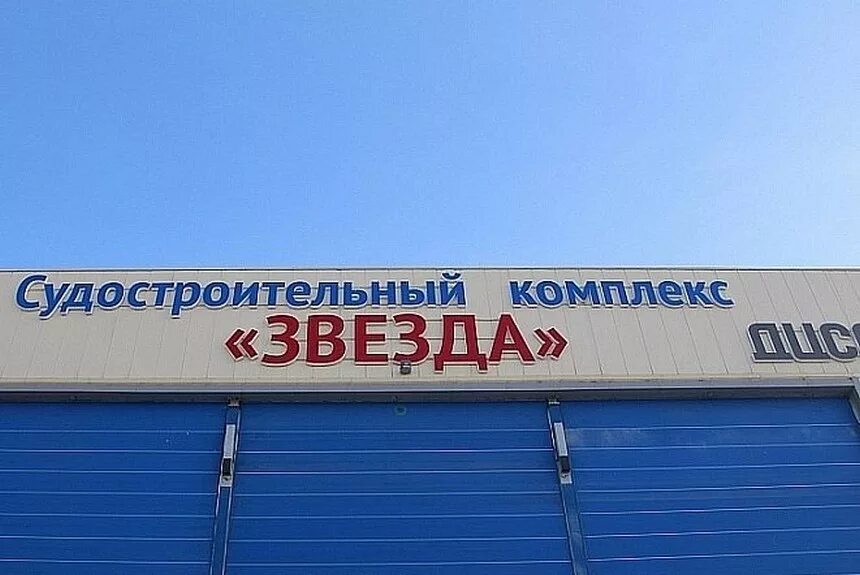 Судостроительный комплекс
«ЗВЕЗДА»